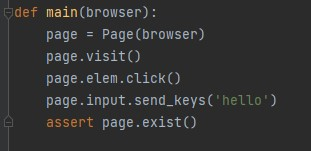 def main(browser):
    page = Page(browser)
    page.visit()
    page.elem.click()
    page.input.send_keys('hello')
    assert page.exist()